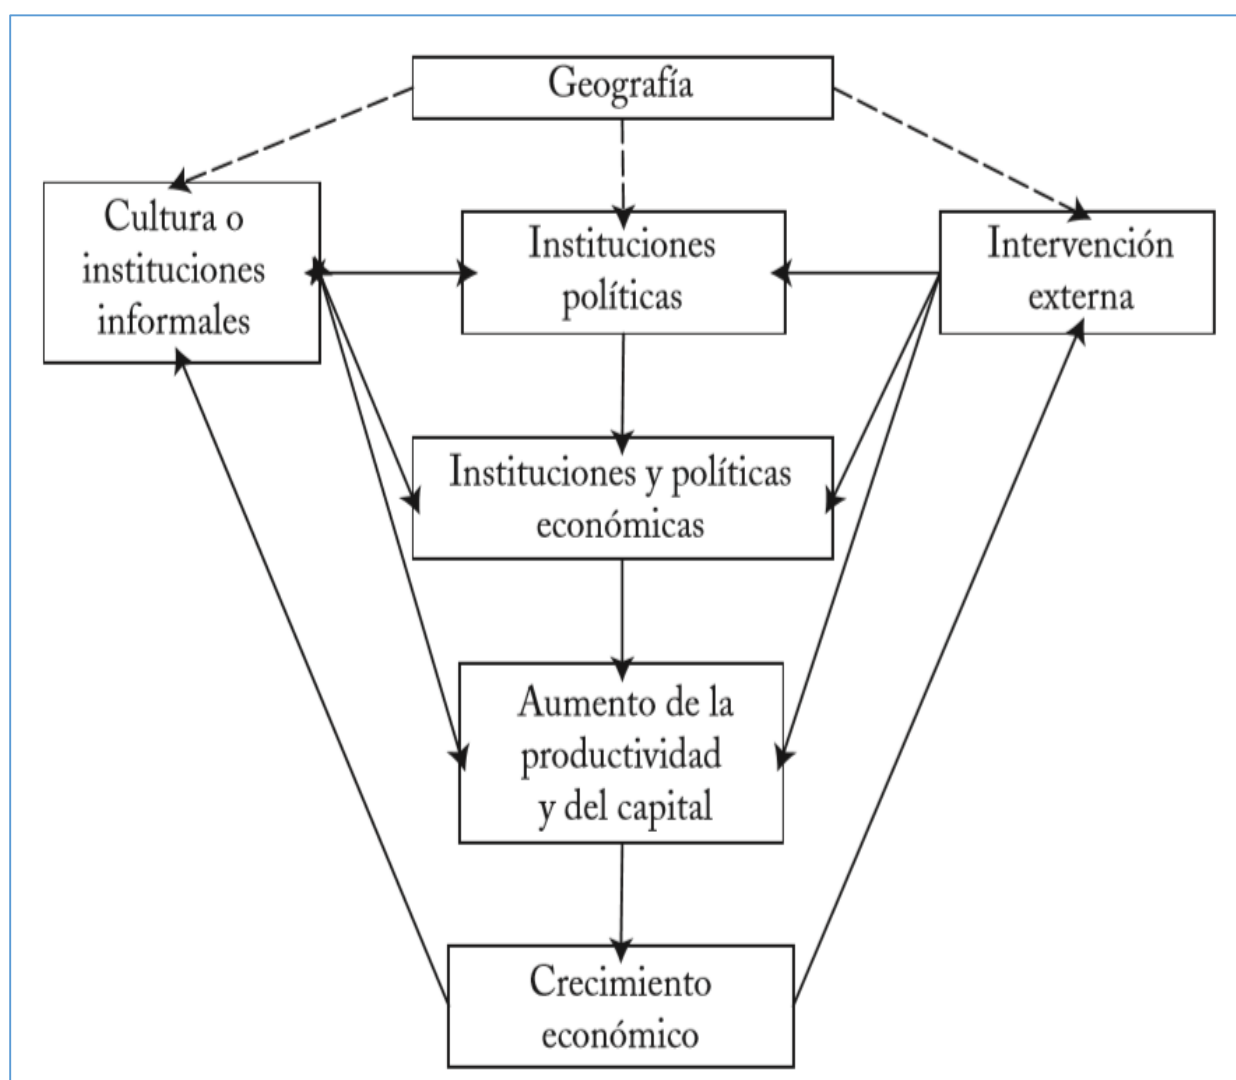 Geografía
Cultura o
instituciones
informales
Instituciones
políticas
Intervención
externa
Instituciones y políticas
económicas
Aumento de la
productividad
y del capital
Crecimiento
económico